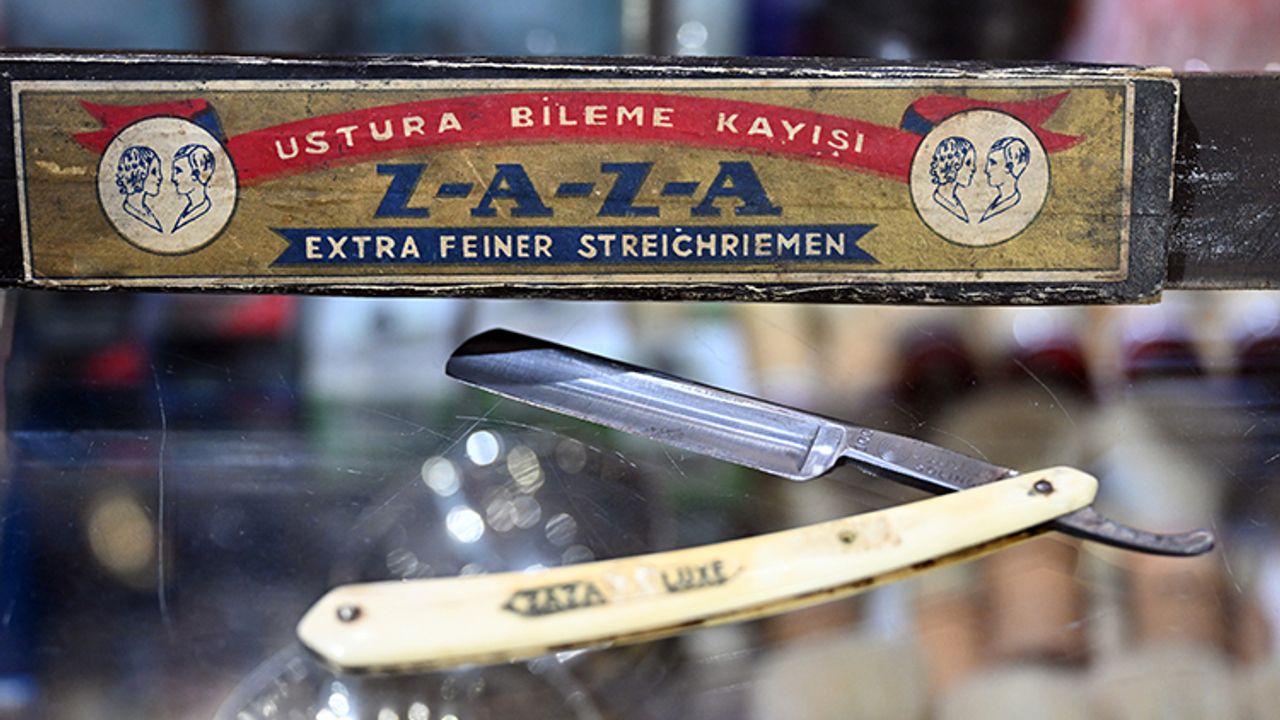 USTURA BİLEME KAYIŞI
Z-A-Z-A
EXTRA FEINER STREICHRIEMEN
ZAZA LUXE